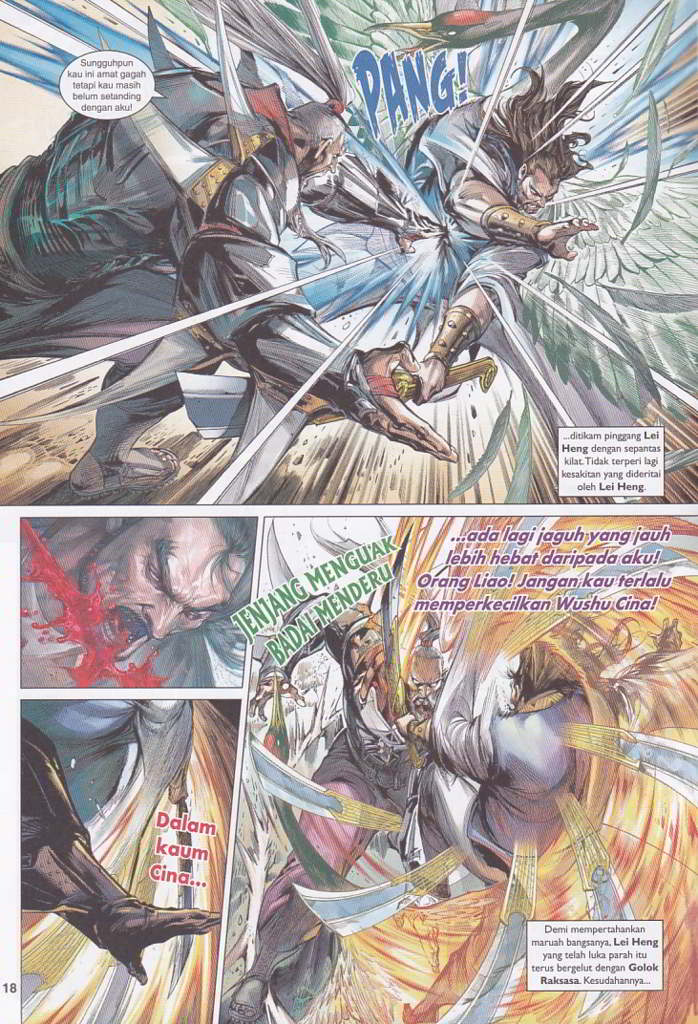 Sungguhpun
kau ini amat gagah
tetapi kau masih
belum setanding
dengan aku!
PANG!
...ditikam pinggang Lei
Heng dengan sepantas
kilat. Tidak terperi lagi
kesakitan yang dideritai
oleh Lei Heng.
Dalam
kaum
Cina...
JENJANG MENGUAK
BADAI MENDERU
...ada lagi jaguh yang jauh
lebih hebat daripada aku!
Orang Liao! Jangan kau terlalu
memperkecilkan Wushu Cina!
Demi mempertahankan
maruah bangsanya, Lei Heng
yang telah luka parah itu
terus bergelut dengan Golok
Raksasa. Kesudahannya...
18